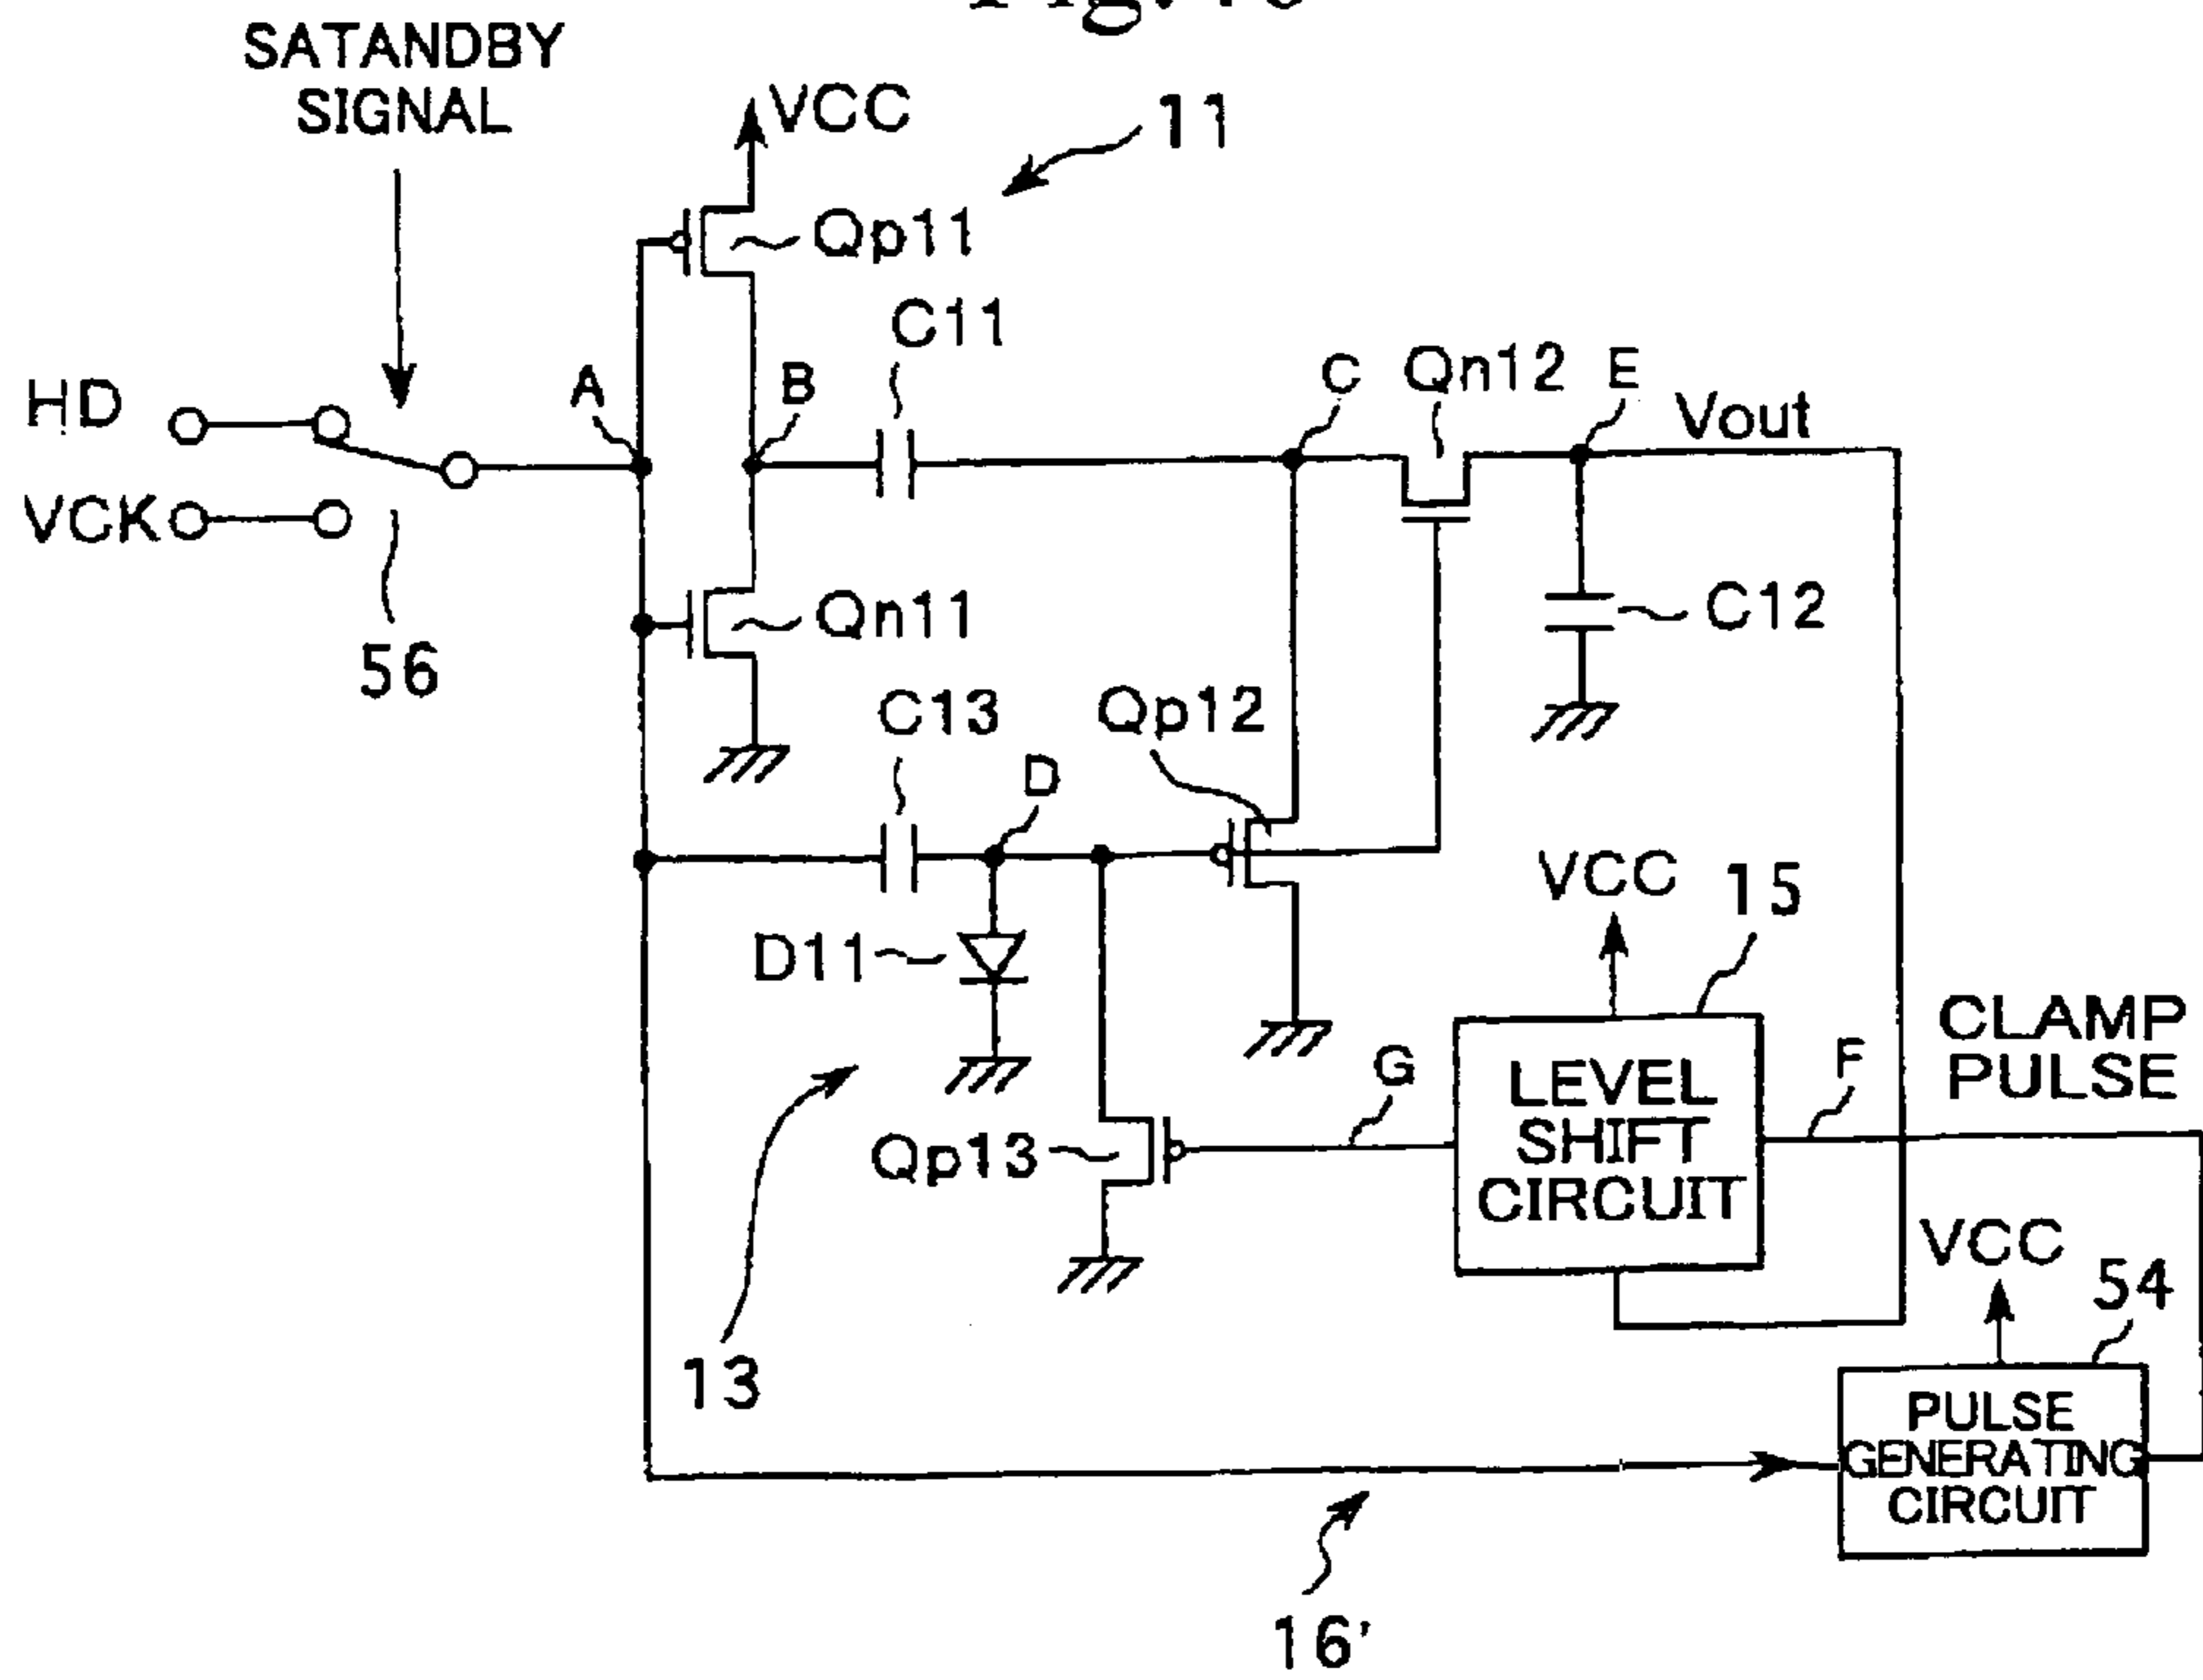 SATANDBY
SIGNAL
VCC
11
Qp11
C11
HD
A
B
C
Qn12
E
Vout
VCK
56
Qn11
C12
C13
Qp12
D
D11
VCC
15
CLAMP
PULSE
G
LEVEL
SHIFT
CIRCUIT
F
Qp13
VCC
54
13
PULSE
GENERATING
CIRCUIT
16'